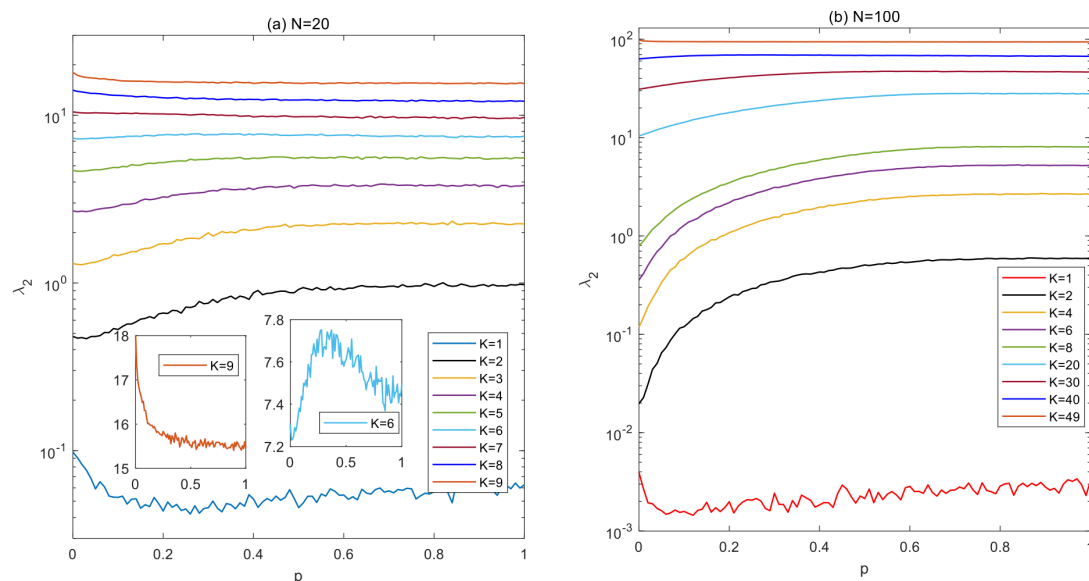 (a) N=20
10^1
10^0
10^-1
λ2
0
0.2
0.4
0.6
0.8
1
p
18
17
16
15
0
0.5
1
K=9
7.8
7.6
7.4
7.2
0
0.5
1
K=6
K=1
K=2
K=3
K=4
K=5
K=6
K=7
K=8
K=9
(b) N=100
10^2
10^1
10^0
10^-1
10^-2
10^-3
λ2
0
0.2
0.4
0.6
0.8
1
p
K=1
K=2
K=4
K=6
K=8
K=20
K=30
K=40
K=49